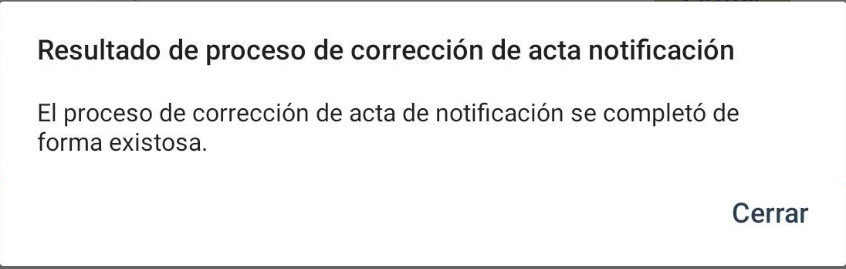 Resultado de proceso de corrección de acta notificación
El proceso de corrección de acta de notificación se completó de
forma existosa.
Cerrar